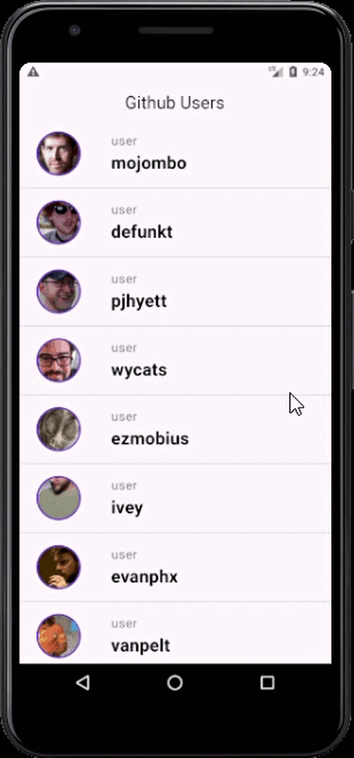 9:24
Github Users
user
mojombo
user
defunkt
user
pjhyett
user
wycats
user
ezmobius
user
ivey
user
evanphx
user
vanpelt